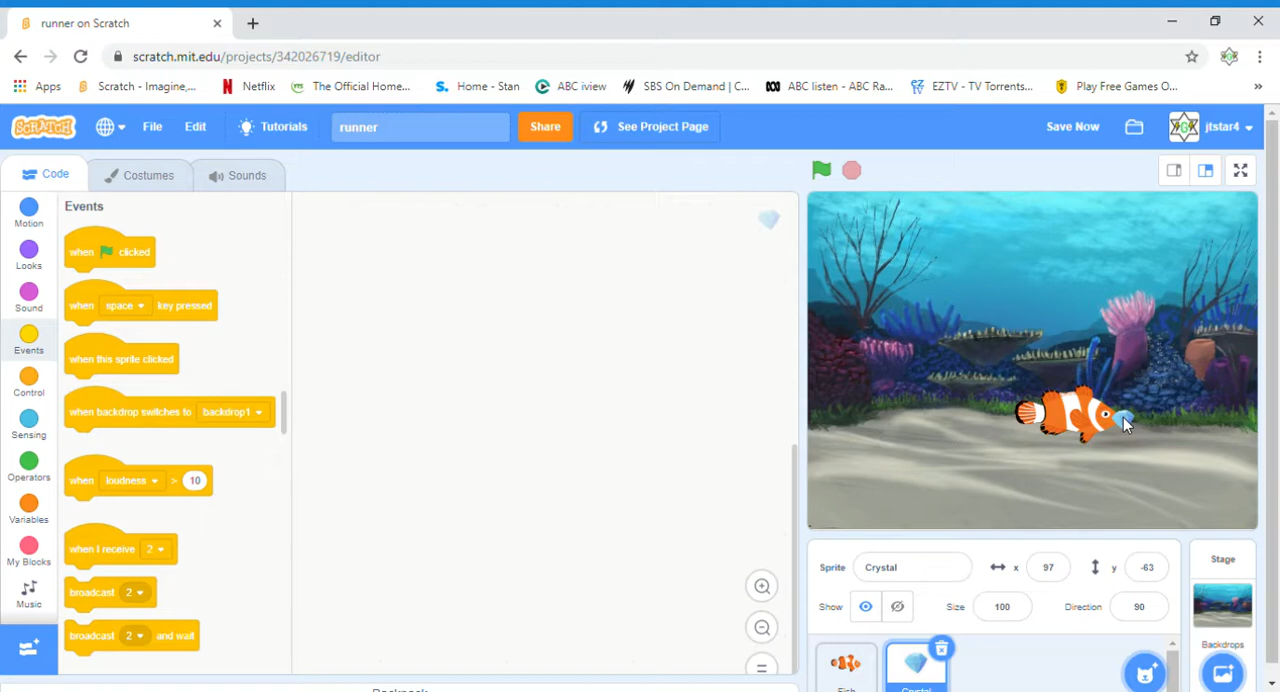 runner on Scratch
scratch.mit.edu/projects/342026719/editor
Apps
Scratch - Imagine,...
Netflix
The Official Home...
Home - Stan
ABC iview
SBS On Demand | C...
ABC listen - ABC Ra...
EZTV - TV Torrents...
Play Free Games O...
»
SCRATCH
File
Edit
Tutorials
runner
Share
See Project Page
Save Now
jtstar4
Code
Costumes
Sounds
Motion
Looks
Sound
Events
Control
Sensing
Operators
Variables
My Blocks
Music
Events
when clicked
when space key pressed
when this sprite clicked
when backdrop switches to backdrop1
when loudness > 10
when I receive 2
broadcast 2
broadcast 2 and wait
Sprite Crystal x 97 y -63
Show Size 100 Direction 90
Stage
Backdrops
Fish
Crystal
Backpack